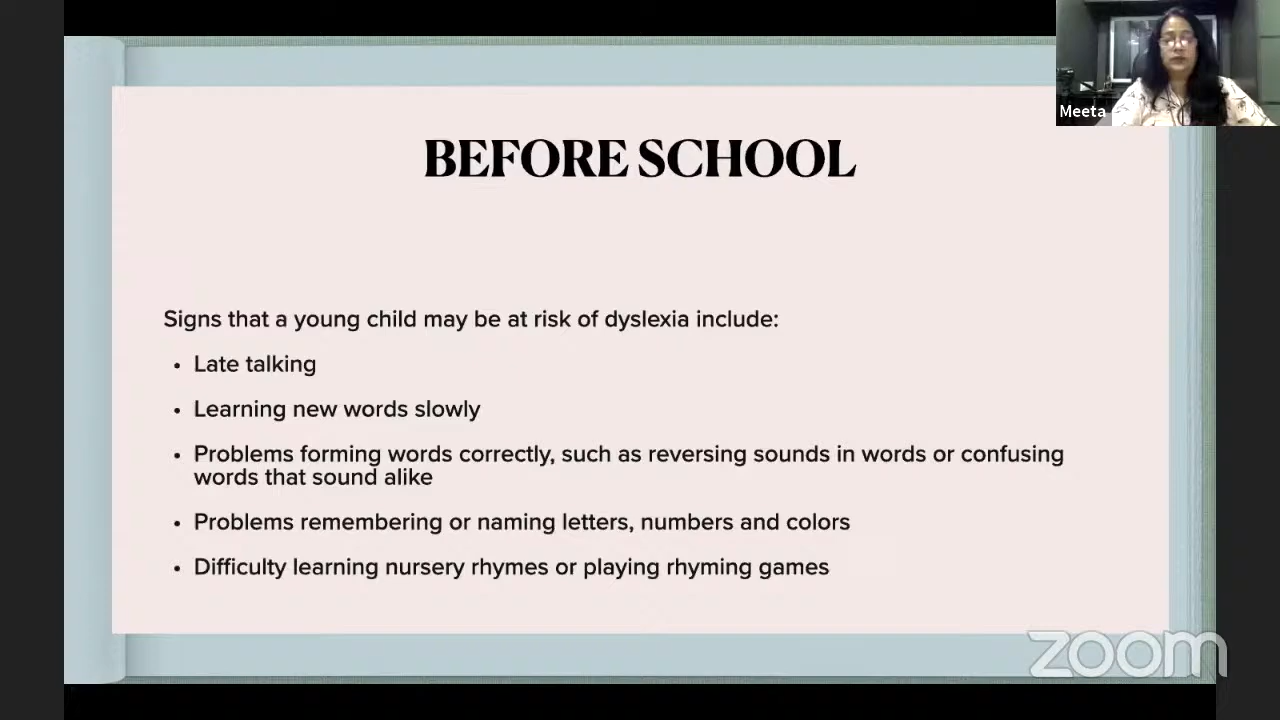 Meeta
BEFORE SCHOOL
Signs that a young child may be at risk of dyslexia include:
• Late talking
• Learning new words slowly
• Problems forming words correctly, such as reversing sounds in words or confusing
words that sound alike
• Problems remembering or naming letters, numbers and colors
• Difficulty learning nursery rhymes or playing rhyming games
zoom